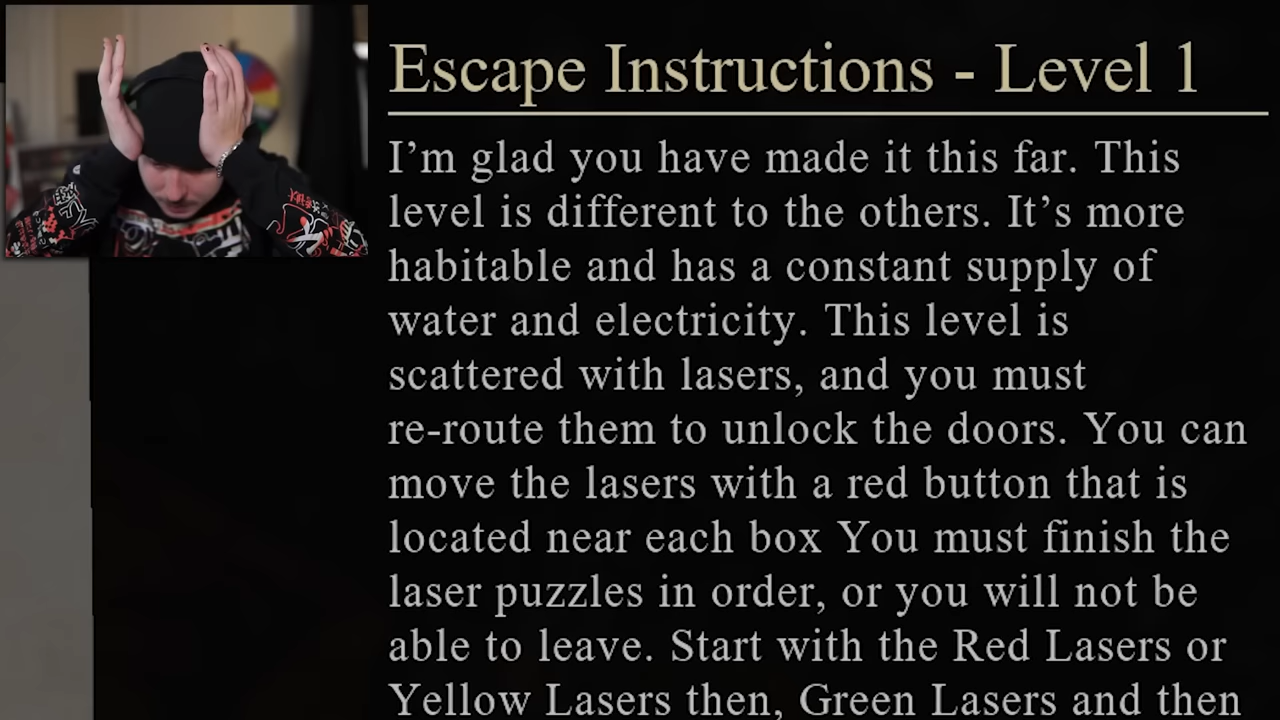 Escape Instructions - Level 1
I’m glad you have made it this far. This
level is different to the others. It’s more
habitable and has a constant supply of
water and electricity. This level is
scattered with lasers, and you must
re-route them to unlock the doors. You can
move the lasers with a red button that is
located near each box You must finish the
laser puzzles in order, or you will not be
able to leave. Start with the Red Lasers or
Yellow Lasers then, Green Lasers and then